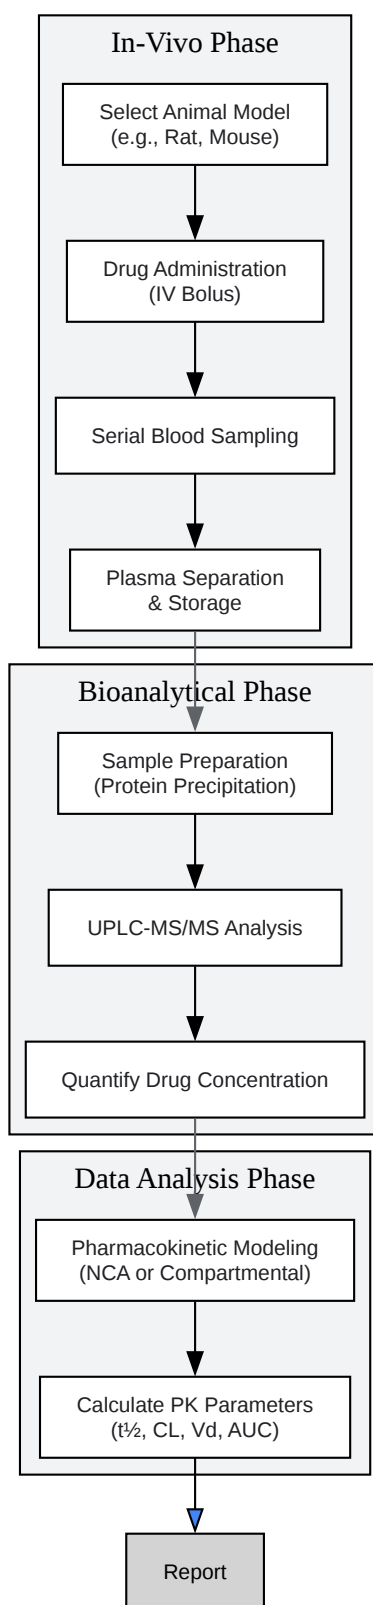 In-Vivo Phase
Select Animal Model
(e.g., Rat, Mouse)
Drug Administration
(IV Bolus)
Serial Blood Sampling
Plasma Separation
& Storage
Bioanalytical Phase
Sample Preparation
(Protein Precipitation)
UPLC-MS/MS Analysis
Quantify Drug Concentration
Data Analysis Phase
Pharmacokinetic Modeling
(NCA or Compartmental)
Calculate PK Parameters
(t½, CL, Vd, AUC)
Report